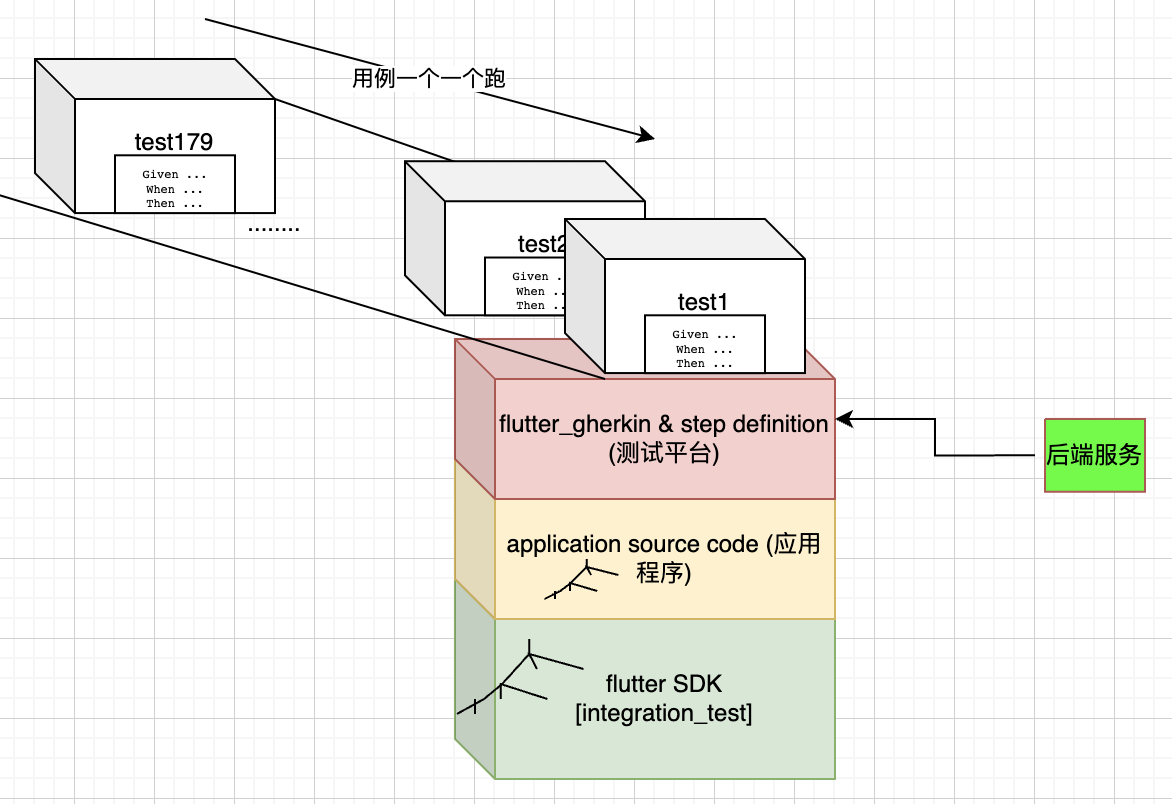 用例一个一个跑
test179
Given ...
When ...
Then ...
........
test2
Given .
When ..
Then ..
test1
Given ...
When ...
Then ...
flutter_gherkin & step definition
(测试平台)
后端服务
application source code (应用
程序)
flutter SDK
[integration_test]